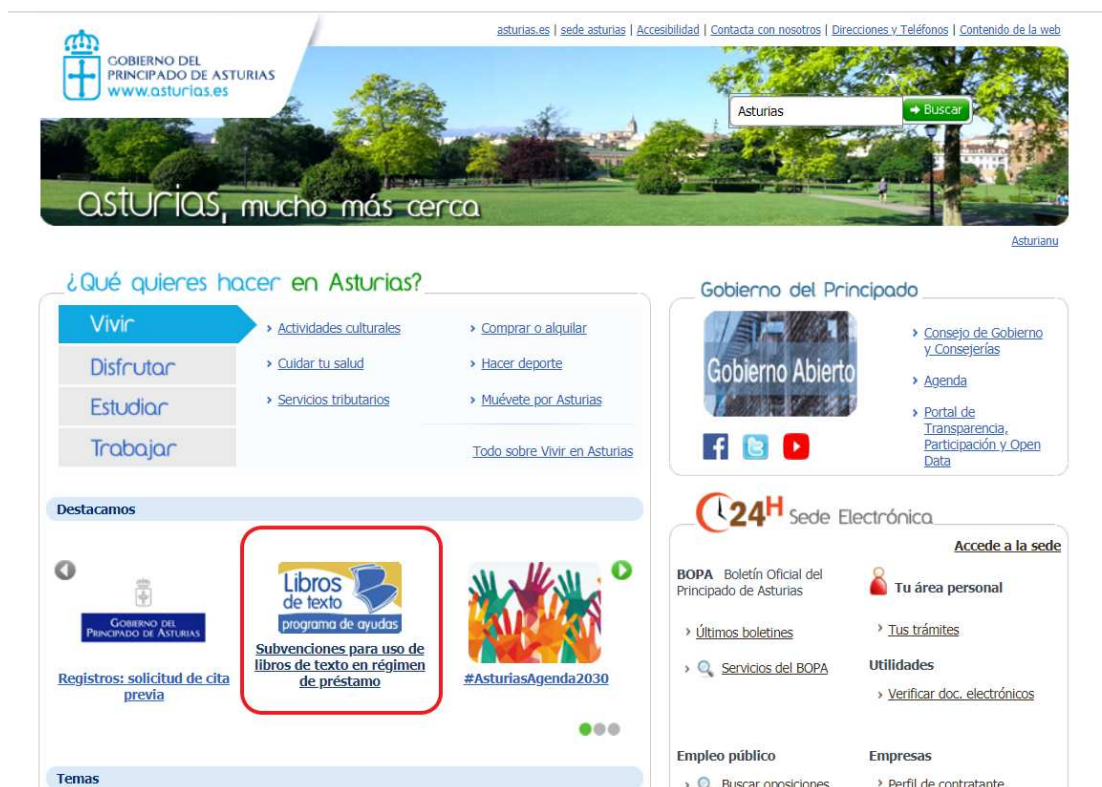 asturias.es | sede asturias | Accesibilidad | Contacta con nosotros | Direcciones y Teléfonos | Contenido de la web
GOBIERNO DEL
PRINCIPADO DE ASTURIAS
www.asturias.es
Asturias
Buscar
asturias, mucho más cerca
Asturianu
¿Qué quieres hacer en Asturias?
Vivir
Disfrutar
Estudiar
Trabajar
Actividades culturales
Comprar o alquilar
Cuidar tu salud
Hacer deporte
Servicios tributarios
Muévete por Asturias
Todo sobre Vivir en Asturias
Gobierno del Principado
Gobierno Abierto
Consejo de Gobierno
y Consejerías
Agenda
Portal de
Transparencia,
Participación y Open
Data
Destacamos
GOBIERNO DEL
PRINCIPADO DE ASTURIAS
Registros: solicitud de cita
previa
Libros
de texto
programa de ayudas
Subvenciones para uso de
libros de texto en régimen
de préstamo
#AsturiasAgenda2030
24H Sede Electrónica
Accede a la sede
BOPA Boletín Oficial del
Principado de Asturias
Últimos boletines
Servicios del BOPA
Tu área personal
Tus trámites
Utilidades
Verificar doc. electrónicos
Empleo público
Buscar oposiciones
Empresas
Perfil de contratante
Temas